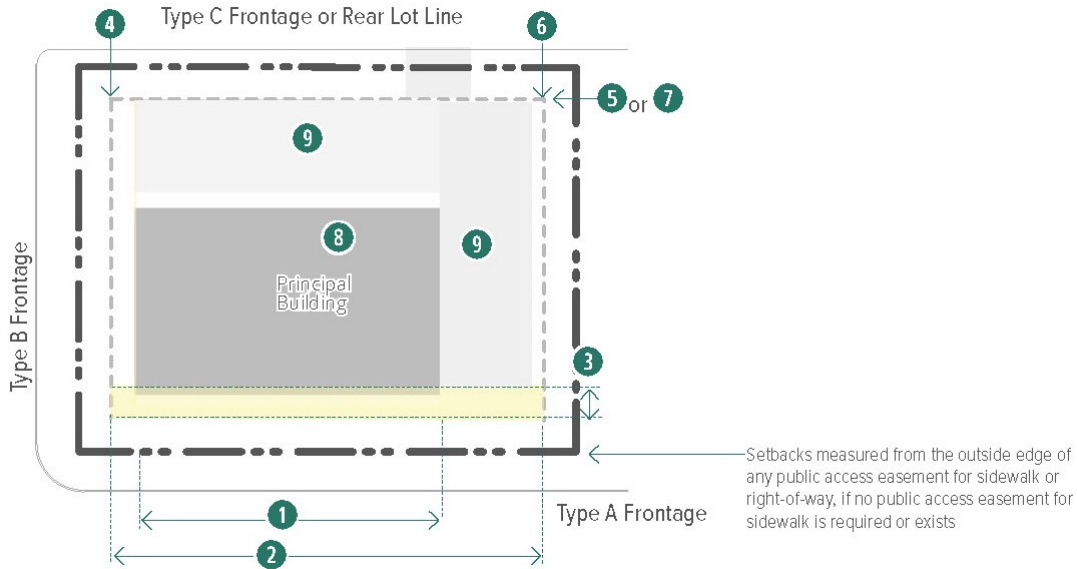 Type C Frontage or Rear Lot Line
4
6
5 or 7
9
8
9
Principal
Building
Type B Frontage
3
Setbacks measured from the outside edge of
any public access easement for sidewalk or
right-of-way, if no public access easement for
sidewalk is required or exists
1
Type A Frontage
2